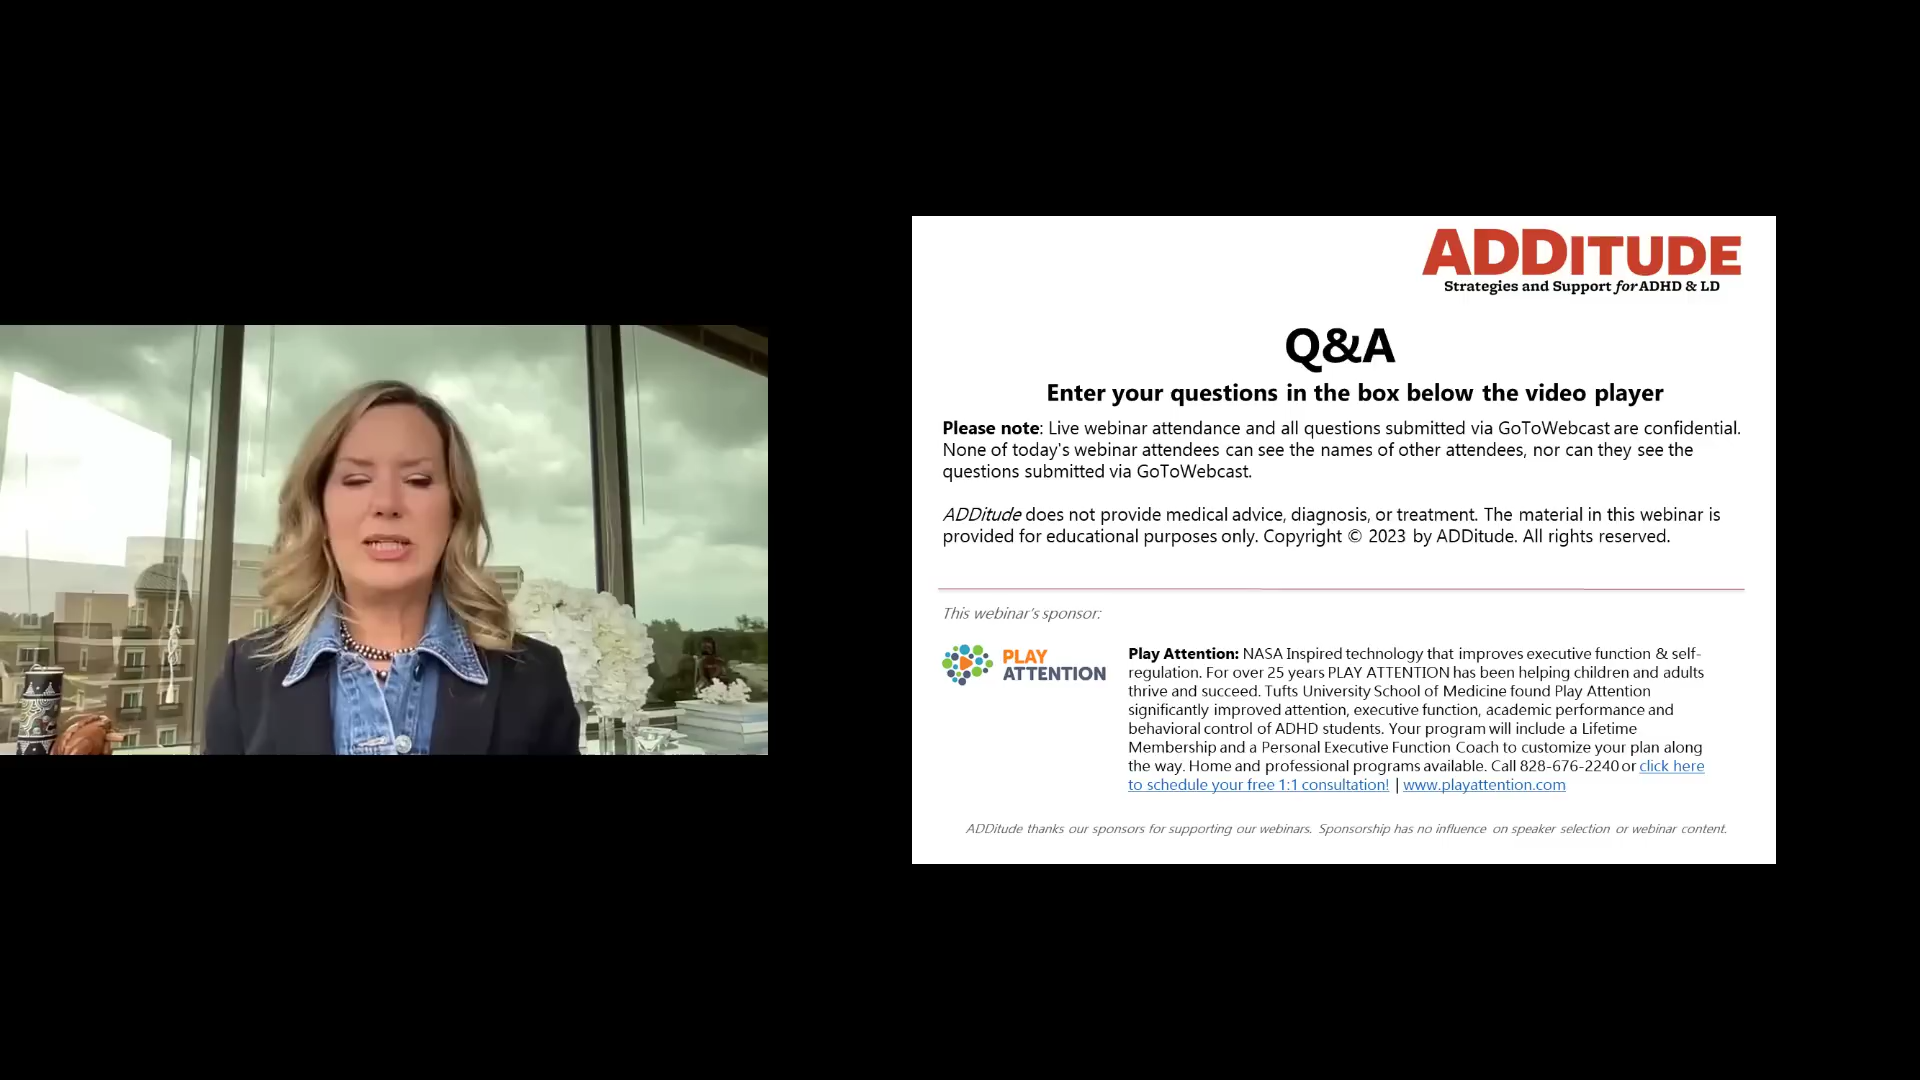 ADDITUDE
Strategies and Support for ADHD & LD
Q&A
Enter your questions in the box below the video player
Please note: Live webinar attendance and all questions submitted via GoToWebcast are confidential.
None of today's webinar attendees can see the names of other attendees, nor can they see the
questions submitted via GoToWebcast.
ADDitude does not provide medical advice, diagnosis, or treatment. The material in this webinar is
provided for educational purposes only. Copyright © 2023 by ADDitude. All rights reserved.
This webinar's sponsor:
PLAY
ATTENTION
Play Attention: NASA Inspired technology that improves executive function & self-
regulation. For over 25 years PLAY ATTENTION has been helping children and adults
thrive and succeed. Tufts University School of Medicine found Play Attention
significantly improved attention, executive function, academic performance and
behavioral control of ADHD students. Your program will include a Lifetime
Membership and a Personal Executive Function Coach to customize your plan along
the way. Home and professional programs available. Call 828-676-2240 or click here
to schedule your free 1:1 consultation! | www.playattention.com
ADDitude thanks our sponsors for supporting our webinars. Sponsorship has no influence on speaker selection or webinar content.